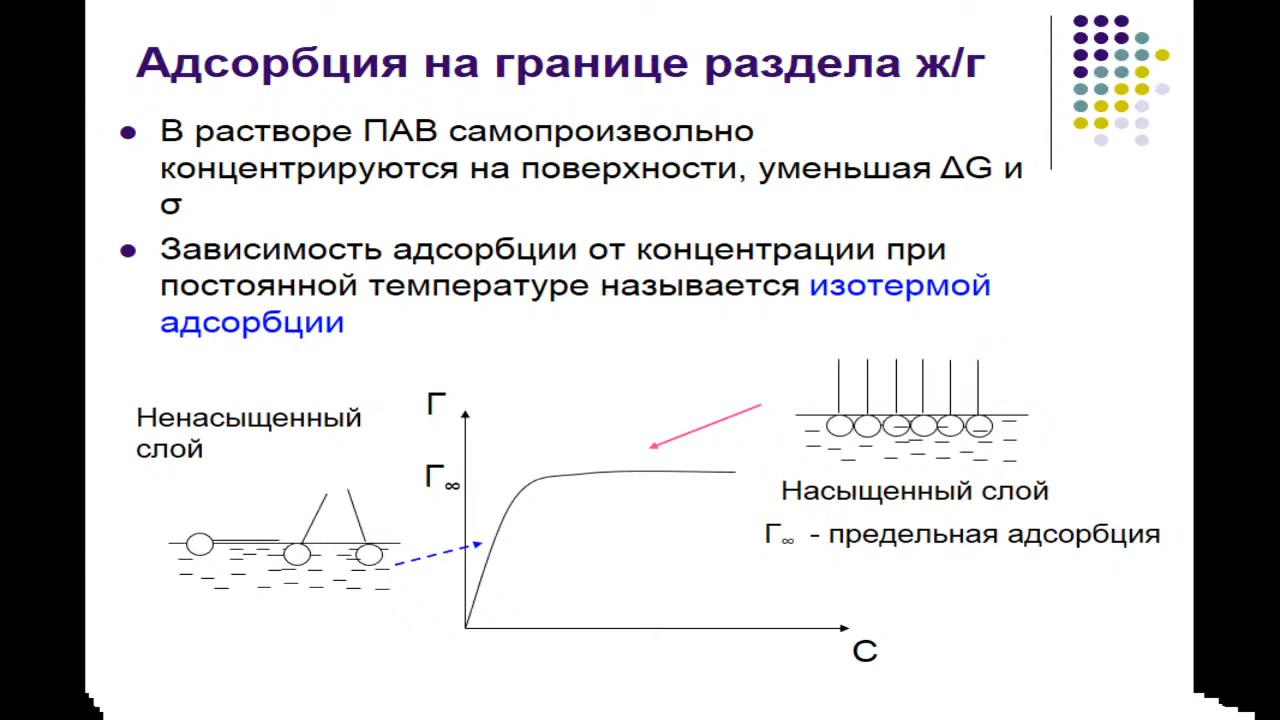 Адсорбция на границе раздела ж/г
В растворе ПАВ самопроизвольно
концентрируются на поверхности, уменьшая ΔG и
σ
Зависимость адсорбции от концентрации при
постоянной температуре называется изотермой
адсорбции
Ненасыщенный
слой
Г
Г∞
Насыщенный слой
Г∞ - предельная адсорбция
С